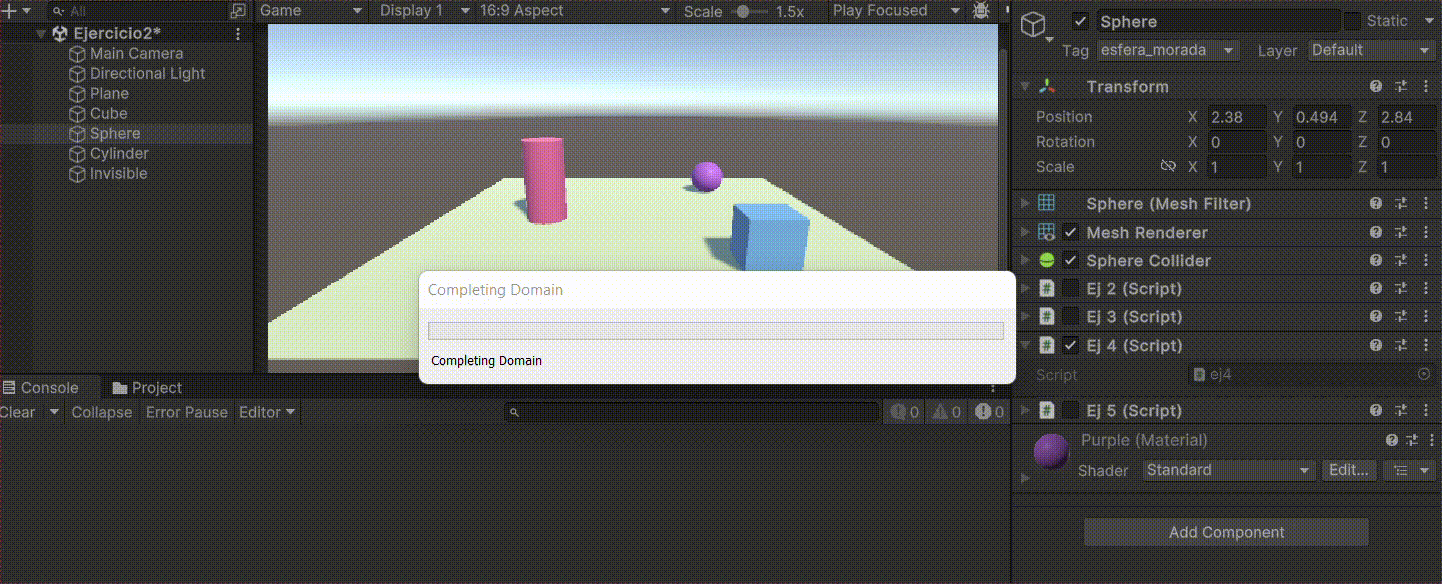 All
Game Display 1 16:9 Aspect Scale 1.5x Play Focused
Ejercicio2*
Main Camera
Directional Light
Plane
Cube
Sphere
Cylinder
Invisible
Completing Domain
Completing Domain
Console Project
Clear Collapse Error Pause Editor 0 0 0
Sphere Static
Tag esfera_morada Layer Default
Transform
Position X 2.38 Y 0.494 Z 2.84
Rotation X 0 Y 0 Z 0
Scale X 1 Y 1 Z 1
Sphere (Mesh Filter)
Mesh Renderer
Sphere Collider
Ej 2 (Script)
Ej 3 (Script)
Ej 4 (Script)
Script ej4
Ej 5 (Script)
Purple (Material)
Shader Standard Edit...
Add Component